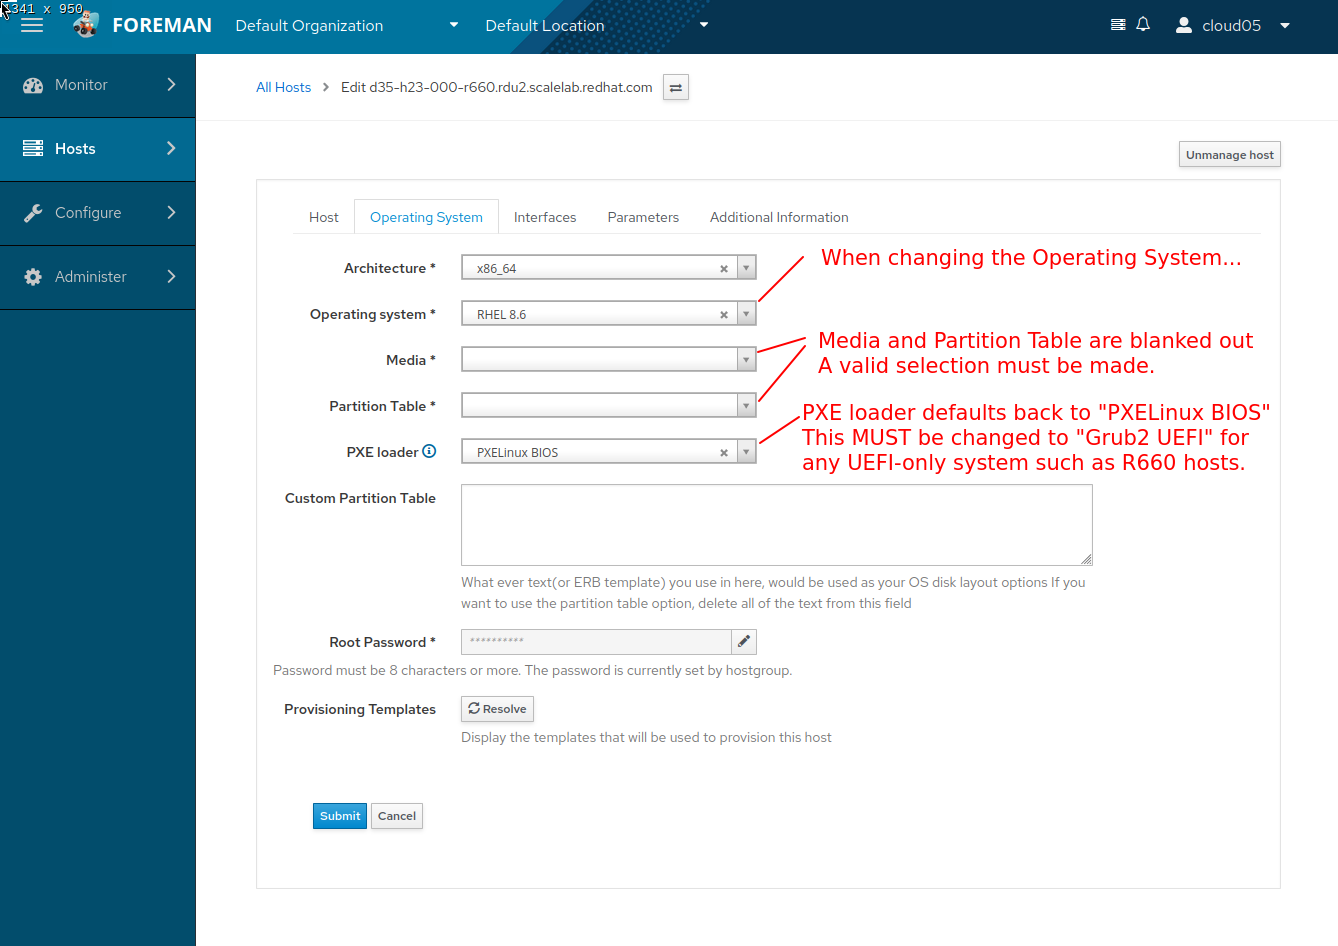 1341 x 950
FOREMAN
Default Organization
Default Location
cloud05
Monitor
Hosts
Configure
Administer
All Hosts > Edit d35-h23-000-r660.rdu2.scalelab.redhat.com
Unmanage host
Host
Operating System
Interfaces
Parameters
Additional Information
Architecture *
x86_64
When changing the Operating System...
Operating system *
RHEL 8.6
Media *
Media and Partition Table are blanked out
A valid selection must be made.
Partition Table *
PXE loader defaults back to "PXELinux BIOS"
This MUST be changed to "Grub2 UEFI" for
any UEFI-only system such as R660 hosts.
PXE loader
PXELinux BIOS
Custom Partition Table
What ever text(or ERB template) you use in here, would be used as your OS disk layout options If you
want to use the partition table option, delete all of the text from this field
Root Password *
**********
Password must be 8 characters or more. The password is currently set by hostgroup.
Provisioning Templates
Resolve
Display the templates that will be used to provision this host
Submit
Cancel